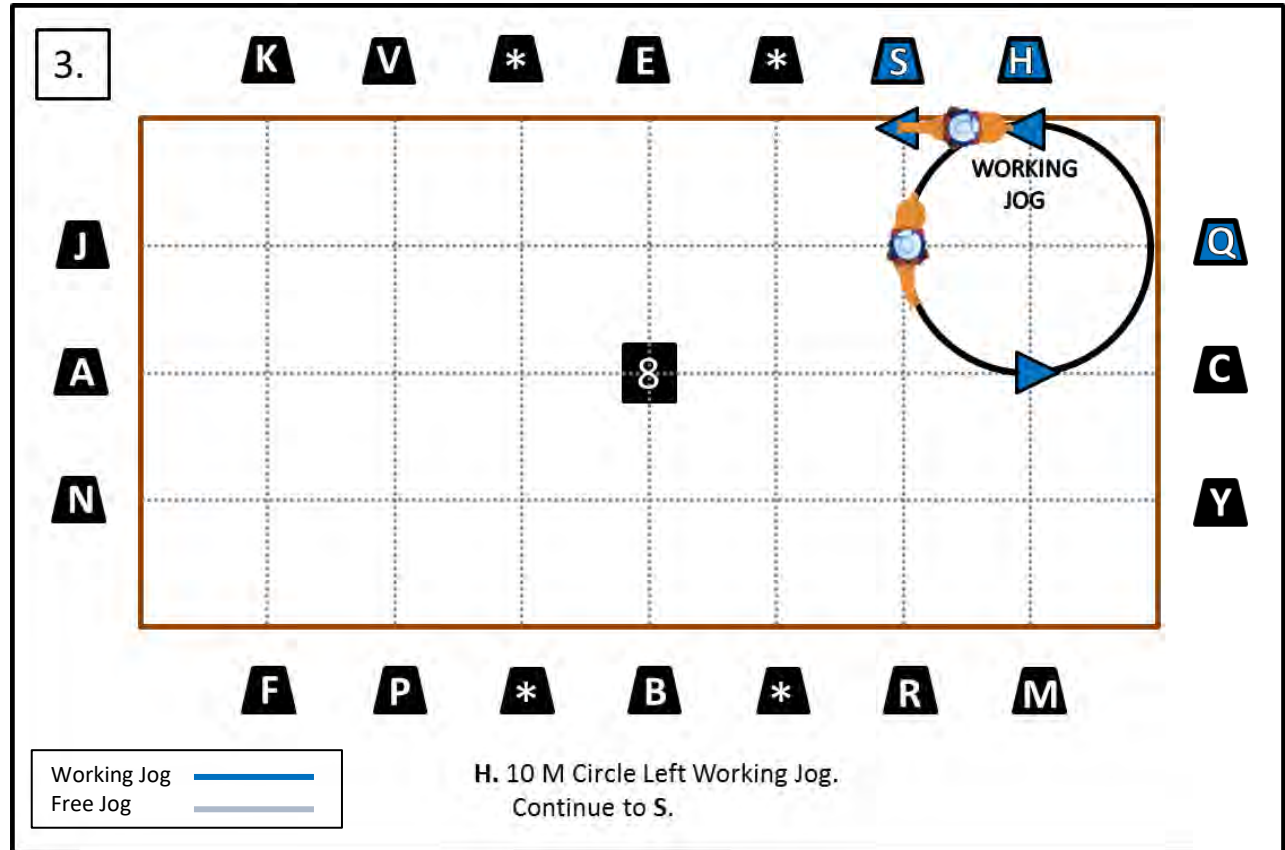 3.
K V * E * S H
WORKING
JOG
J
Q
A
8
C
N
Y
F P * B * R M
Working Jog
Free Jog
H. 10 M Circle Left Working Jog.
Continue to S.